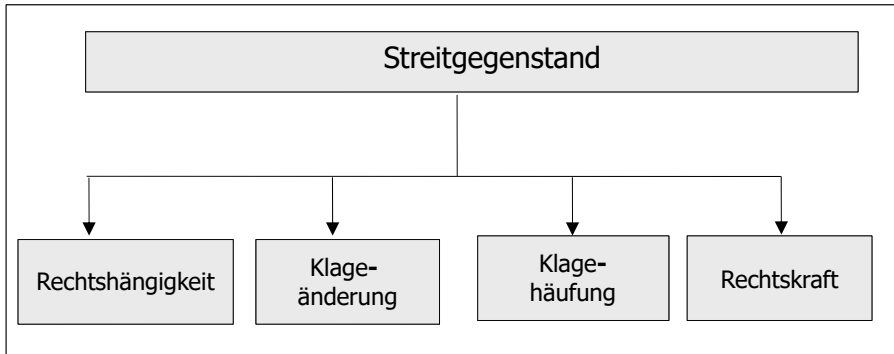 Streitgegenstand
Rechtshängigkeit
Klage-
änderung
Klage-
häufung
Rechtskraft